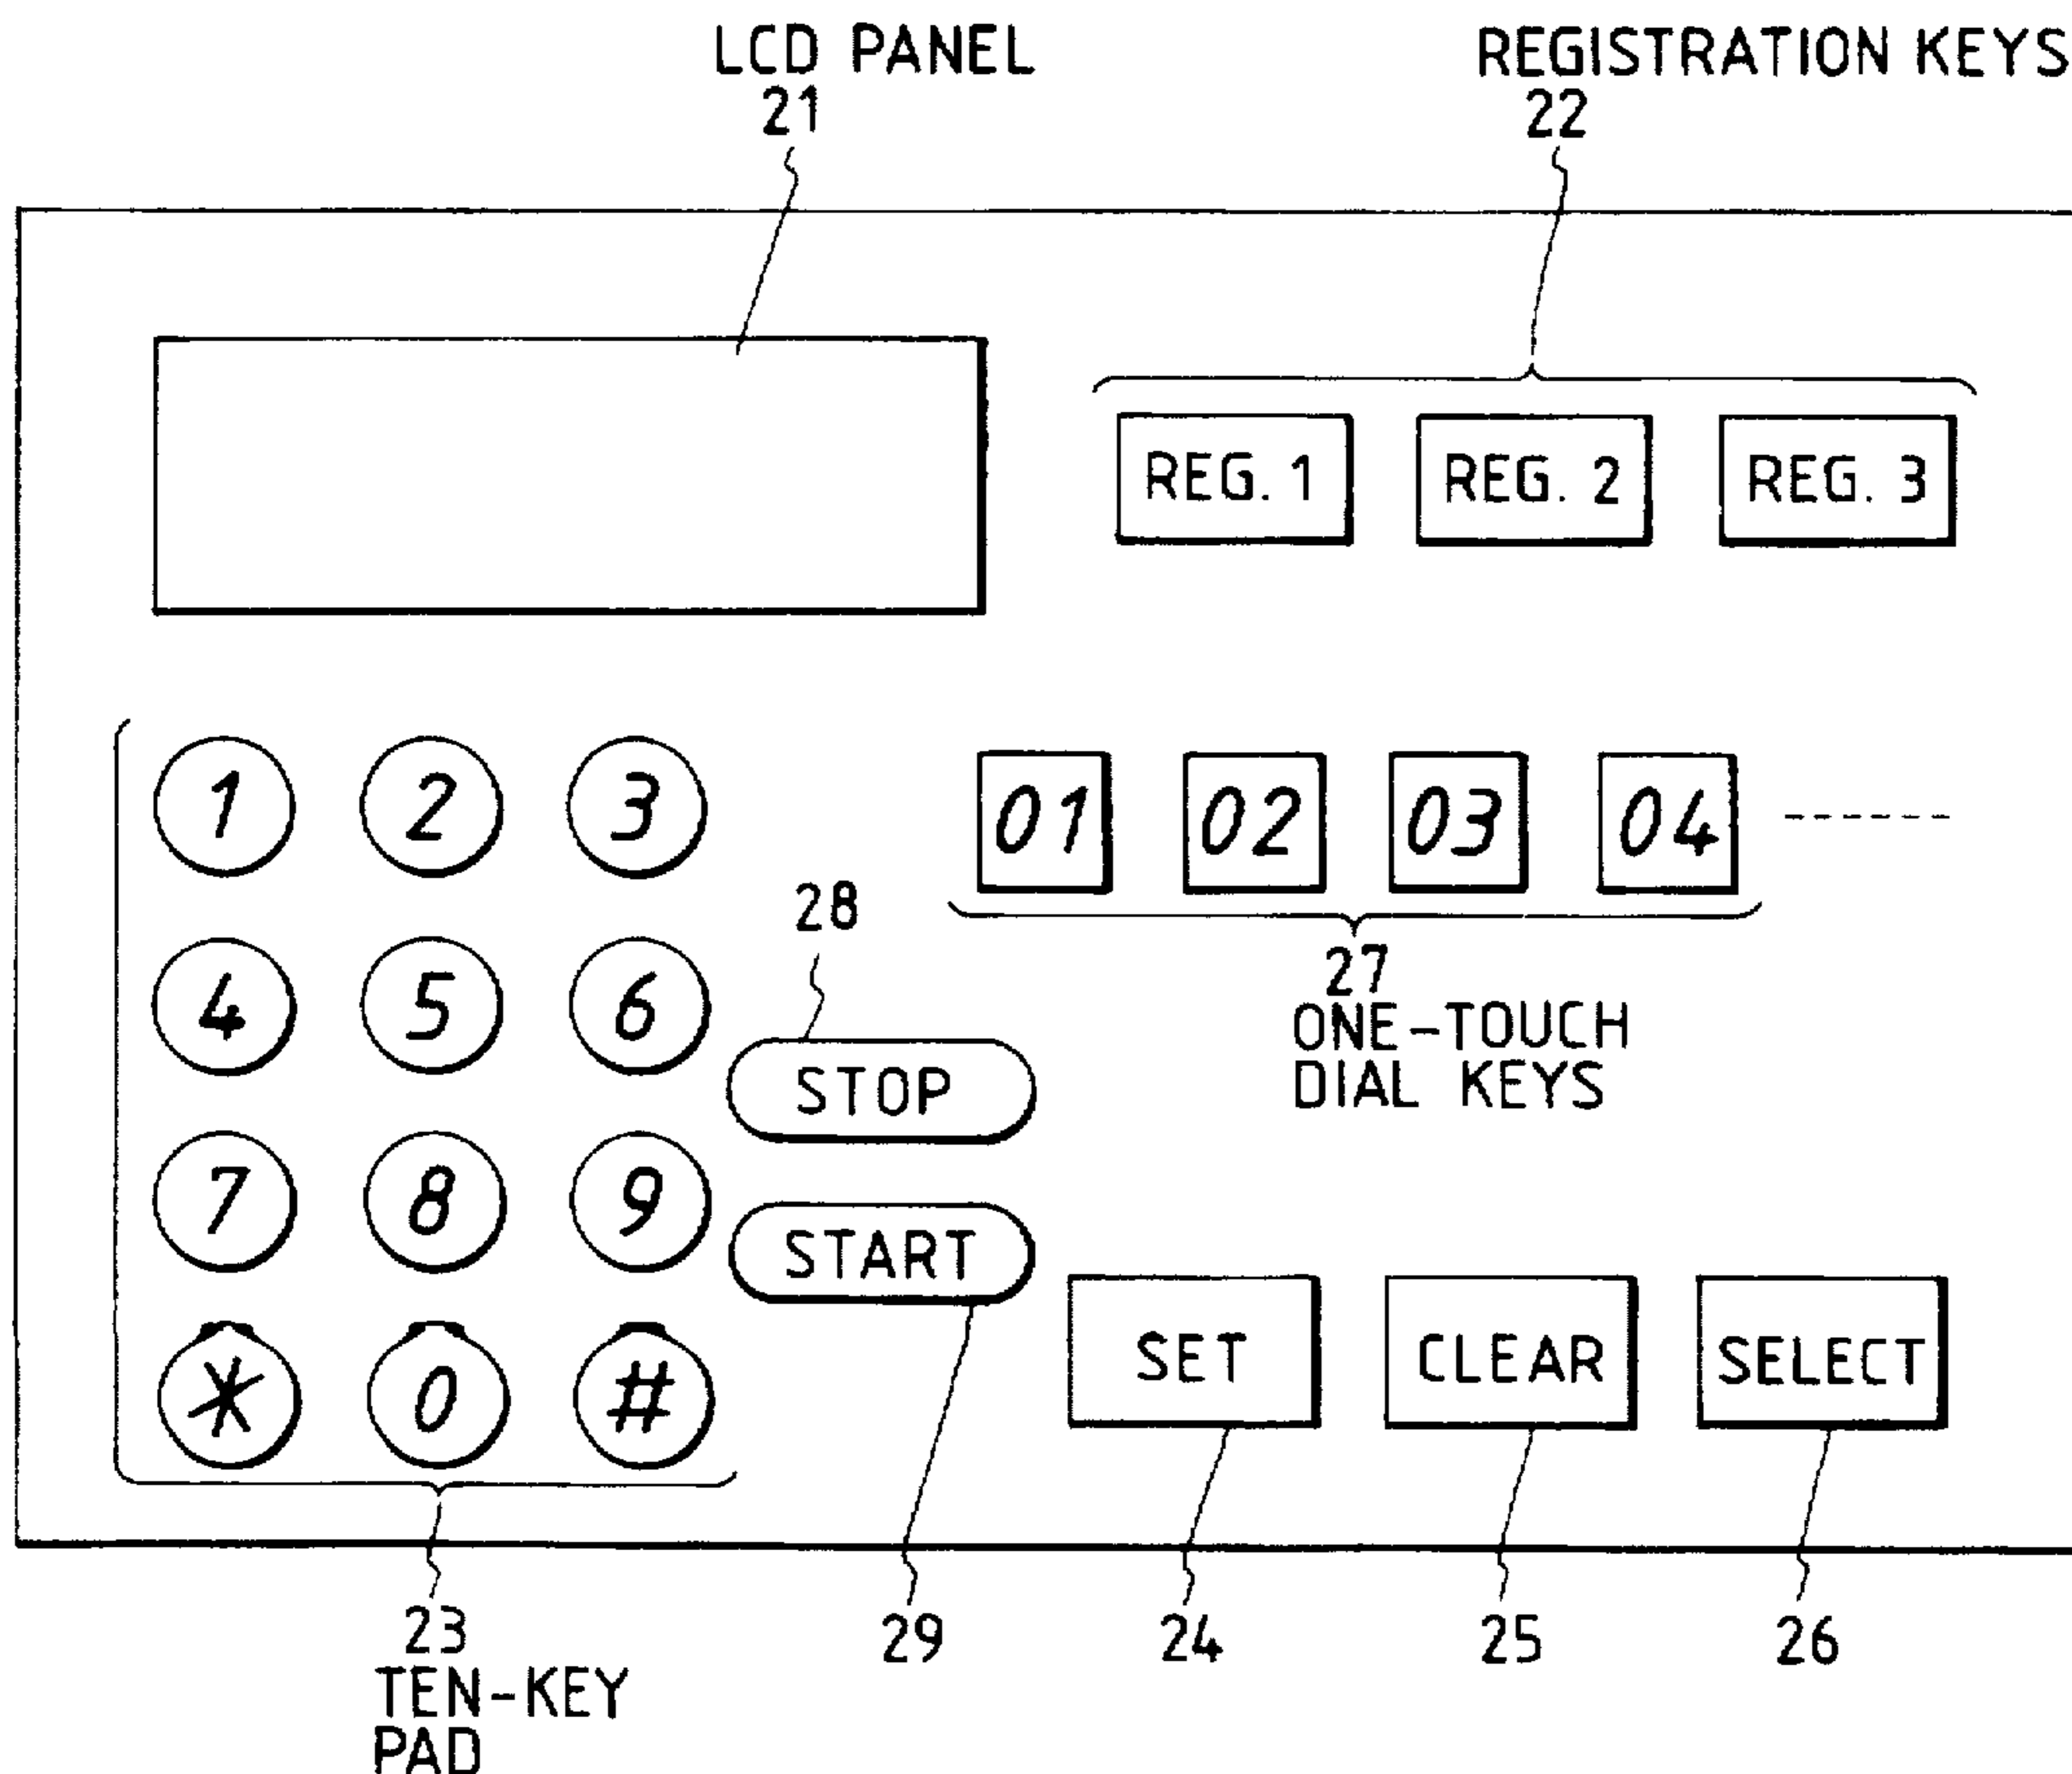 LCD PANEL
21
REGISTRATION KEYS
22
REG. 1
REG. 2
REG. 3
1
2
3
01
02
03
04
28
27
ONE-TOUCH
DIAL KEYS
4
5
6
STOP
7
8
9
START
SET
CLEAR
SELECT
*
0
#
23
TEN-KEY
PAD
29
24
25
26